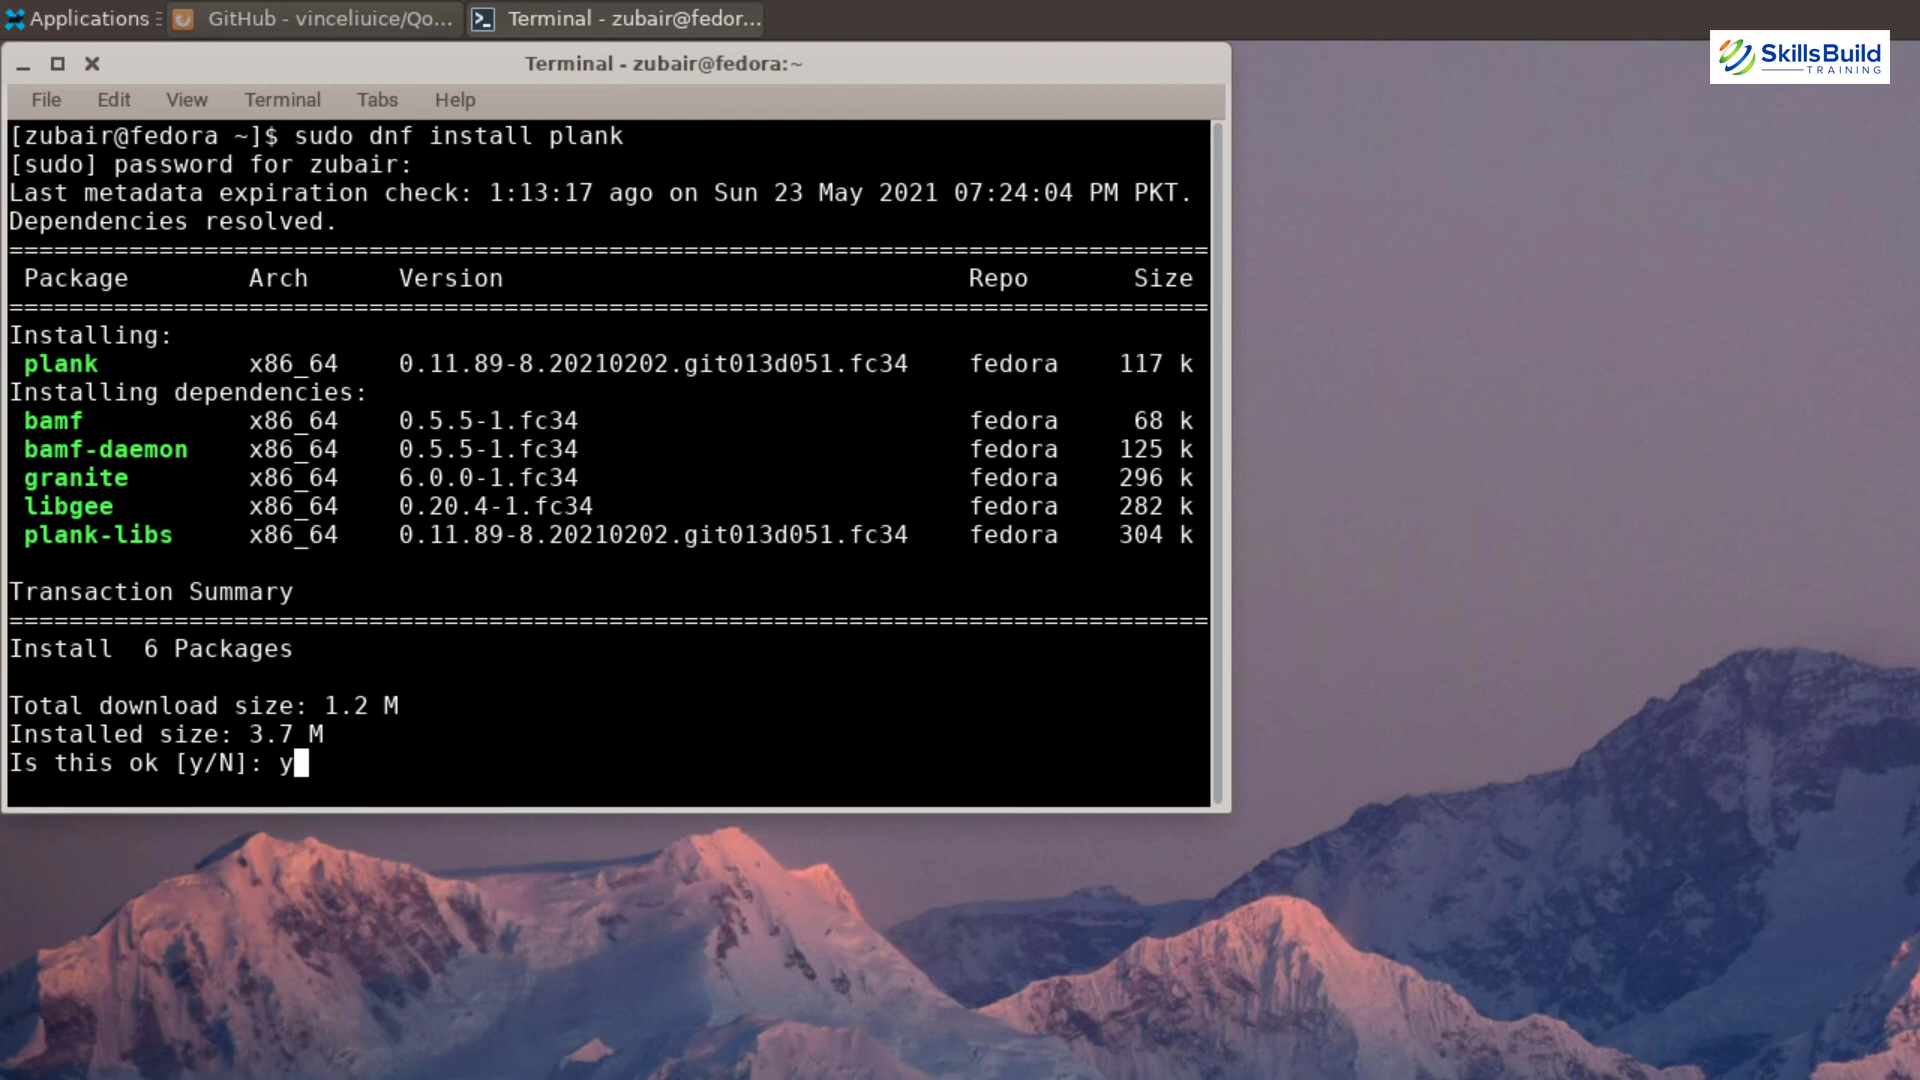 Applications
GitHub - vinceliuice/Qo...
Terminal - zubair@fedor...
SkillsBuild
TRAINING
Terminal - zubair@fedora:~
File Edit View Terminal Tabs Help
[zubair@fedora ~]$ sudo dnf install plank
[sudo] password for zubair:
Last metadata expiration check: 1:13:17 ago on Sun 23 May 2021 07:24:04 PM PKT.
Dependencies resolved.
================================================================================
Package Arch Version Repo Size
================================================================================
Installing:
plank x86_64 0.11.89-8.20210202.git013d051.fc34 fedora 117 k
Installing dependencies:
bamf x86_64 0.5.5-1.fc34 fedora 68 k
bamf-daemon x86_64 0.5.5-1.fc34 fedora 125 k
granite x86_64 6.0.0-1.fc34 fedora 296 k
libgee x86_64 0.20.4-1.fc34 fedora 282 k
plank-libs x86_64 0.11.89-8.20210202.git013d051.fc34 fedora 304 k
Transaction Summary
================================================================================
Install 6 Packages
Total download size: 1.2 M
Installed size: 3.7 M
Is this ok [y/N]: y